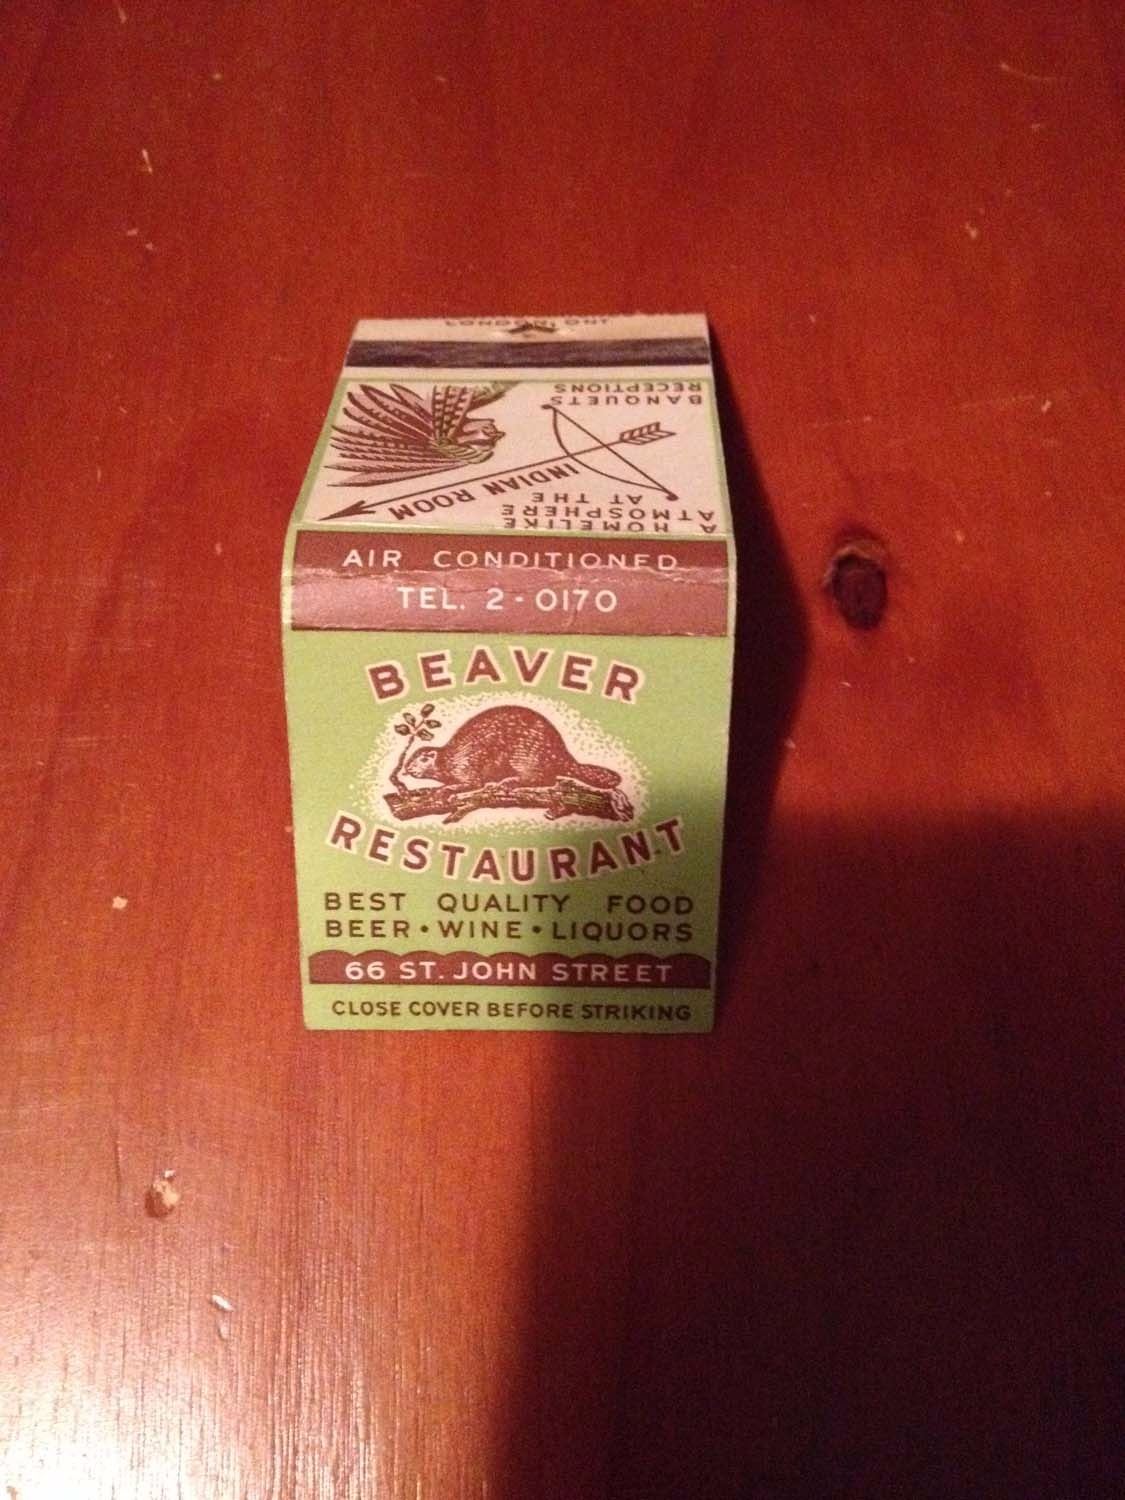 AIR CONDITIONED
TEL. 2-0170
BEAVER
RESTAURANT
BEST QUALITY FOOD
BEER • WINE • LIQUORS
66 ST. JOHN STREET
CLOSE COVER BEFORE STRIKING
A HOMELIKE
ATMOSPHERE
AT THE
INDIAN ROOM
BANQUETS
RECEPTIONS